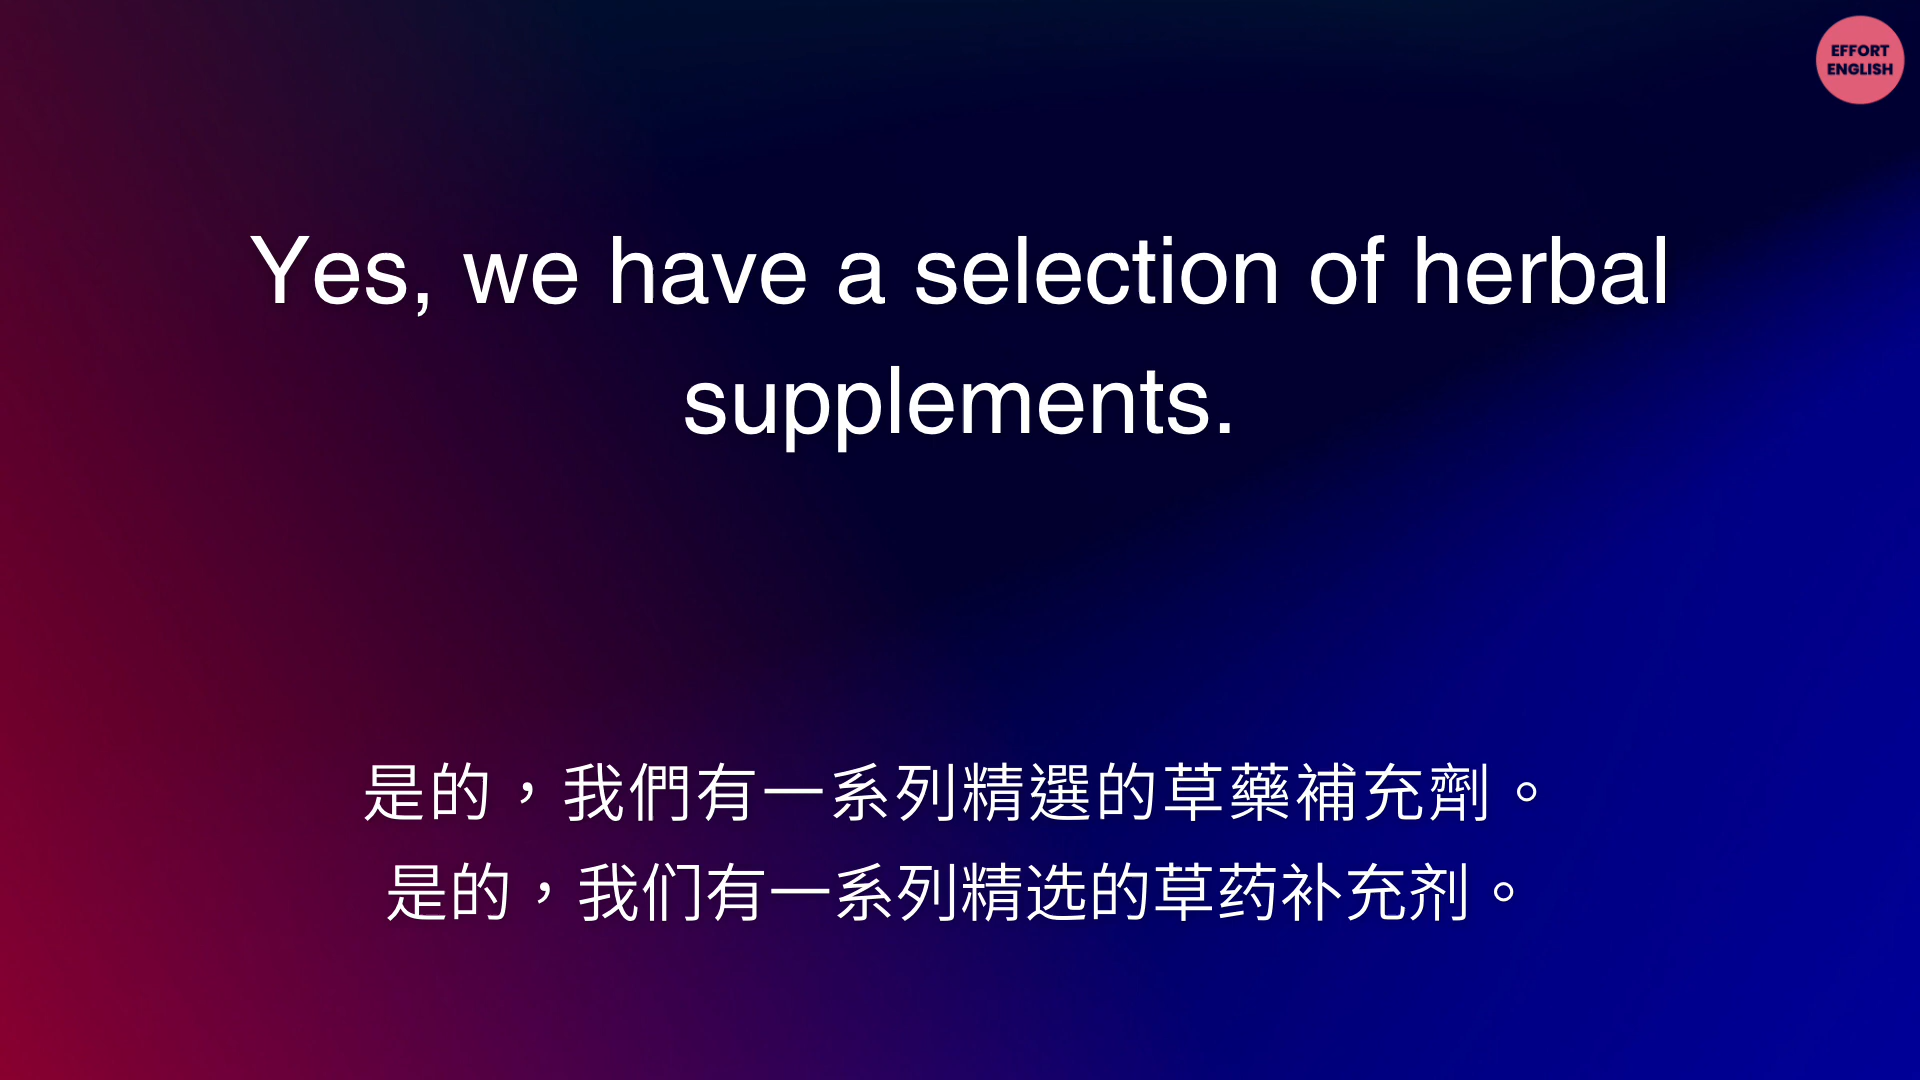 EFFORT
ENGLISH
Yes, we have a selection of herbal
supplements.
是的，我們有一系列精選的草藥補充劑。
是的，我们有一系列精选的草药补充剂。